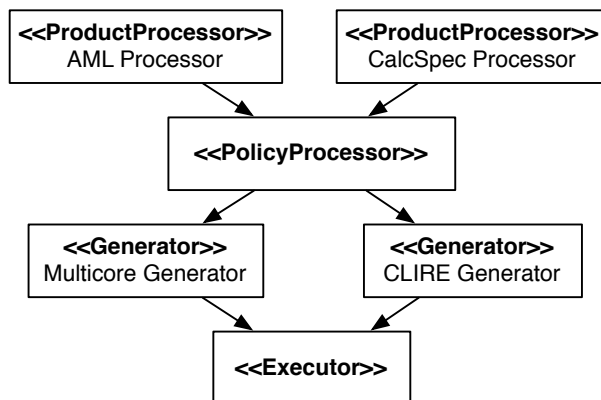 <<ProductProcessor>>
AML Processor
<<ProductProcessor>>
CalcSpec Processor
<<PolicyProcessor>>
<<Generator>>
Multicore Generator
<<Generator>>
CLIRE Generator
<<Executor>>